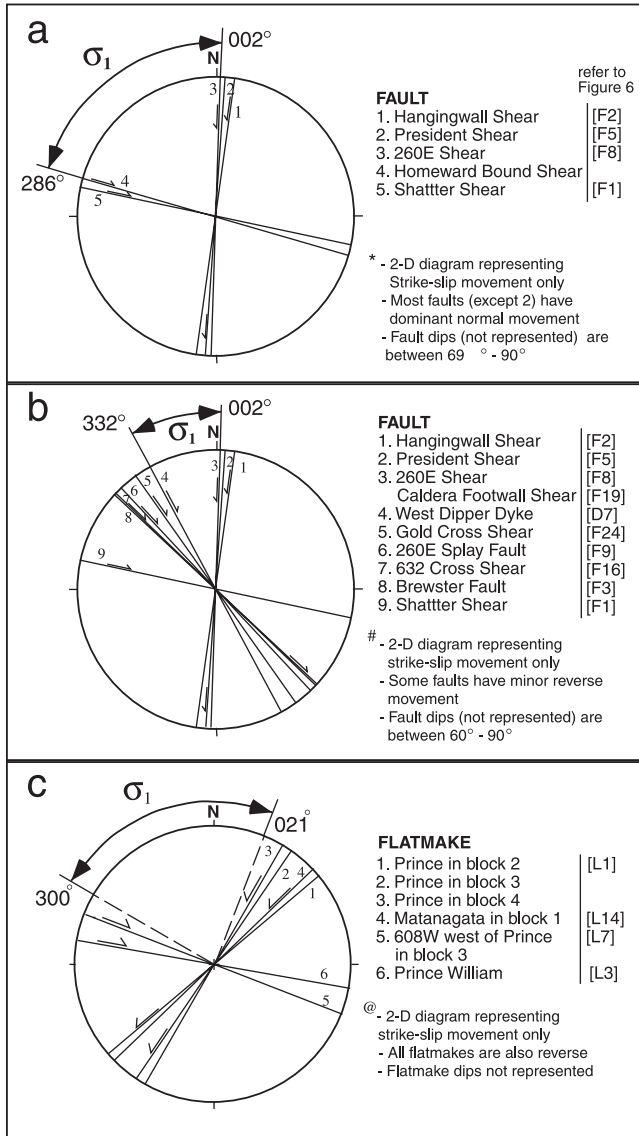 a
σ1
002°
N
3 2 1
286°
4
5
refer to
Figure 6
FAULT
1. Hangingwall Shear [F2]
2. President Shear [F5]
3. 260E Shear [F8]
4. Homeward Bound Shear
5. Shattter Shear [F1]
* - 2-D diagram representing
Strike-slip movement only
- Most faults (except 2) have
dominant normal movement
- Fault dips (not represented) are
between 69 ° - 90°
b
332°
σ1
002°
N
3 2 1
4
5
6
7
8
9
FAULT
1. Hangingwall Shear [F2]
2. President Shear [F5]
3. 260E Shear [F8]
Caldera Footwall Shear [F19]
4. West Dipper Dyke [D7]
5. Gold Cross Shear [F24]
6. 260E Splay Fault [F9]
7. 632 Cross Shear [F16]
8. Brewster Fault [F3]
9. Shattter Shear [F1]
# - 2-D diagram representing
strike-slip movement only
- Some faults have minor reverse
movement
- Fault dips (not represented) are
between 60° - 90°
c
σ1
N
021°
300°
3
2 4
1
6
5
FLATMAKE
1. Prince in block 2 [L1]
2. Prince in block 3
3. Prince in block 4
4. Matanagata in block 1 [L14]
5. 608W west of Prince [L7]
in block 3
6. Prince William [L3]
@ - 2-D diagram representing
strike-slip movement only
- All flatmakes are also reverse
- Flatmake dips not represented